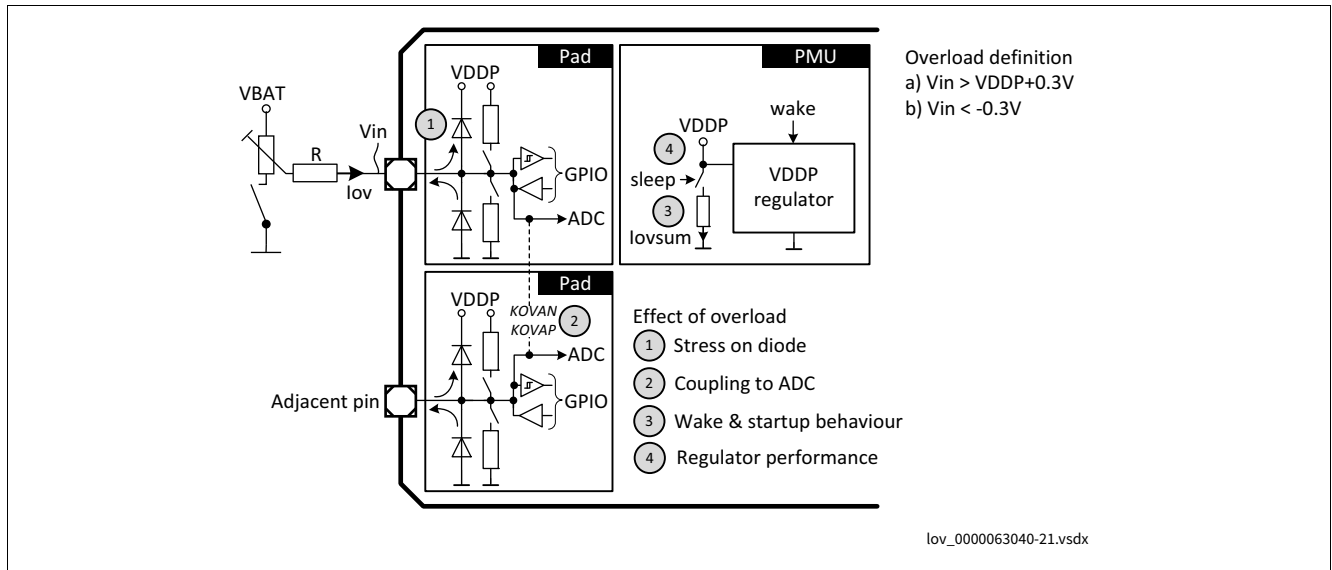 Pad
VDDP
1
VBAT
Vin
R
Iov
GPIO
ADC
PMU
wake
VDDP
4
sleep
VDDP
regulator
3
Iovsum
Overload definition
a) Vin > VDDP+0.3V
b) Vin < -0.3V
Pad
VDDP
KOVAN
KOVAP
2
ADC
GPIO
Adjacent pin
Effect of overload
1 Stress on diode
2 Coupling to ADC
3 Wake & startup behaviour
4 Regulator performance
Iov_0000063040-21.vsdx